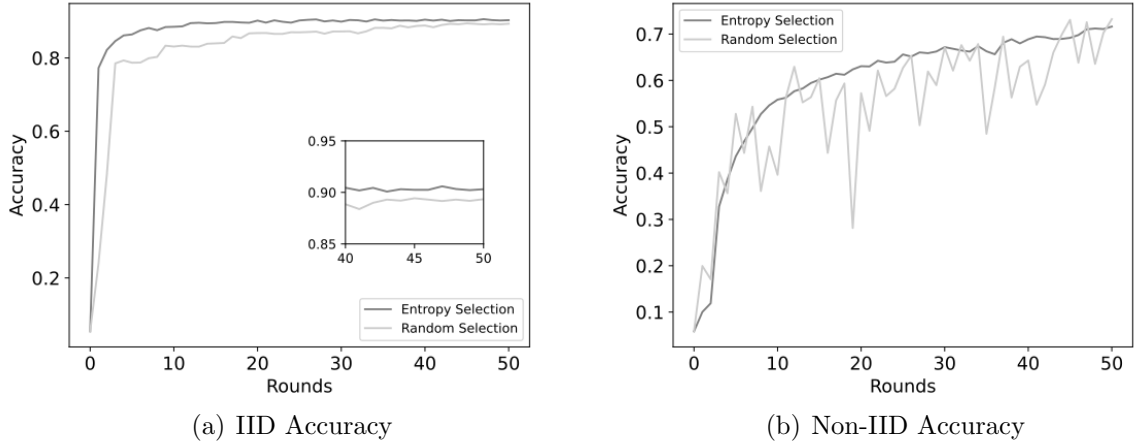 Accuracy
0.8
0.6
0.4
0.2
0.95
0.90
0.85
40
45
50
Entropy Selection
Random Selection
0
10
20
30
40
50
Rounds
(a) IID Accuracy
Entropy Selection
Random Selection
Accuracy
0.7
0.6
0.5
0.4
0.3
0.2
0.1
0
10
20
30
40
50
Rounds
(b) Non-IID Accuracy